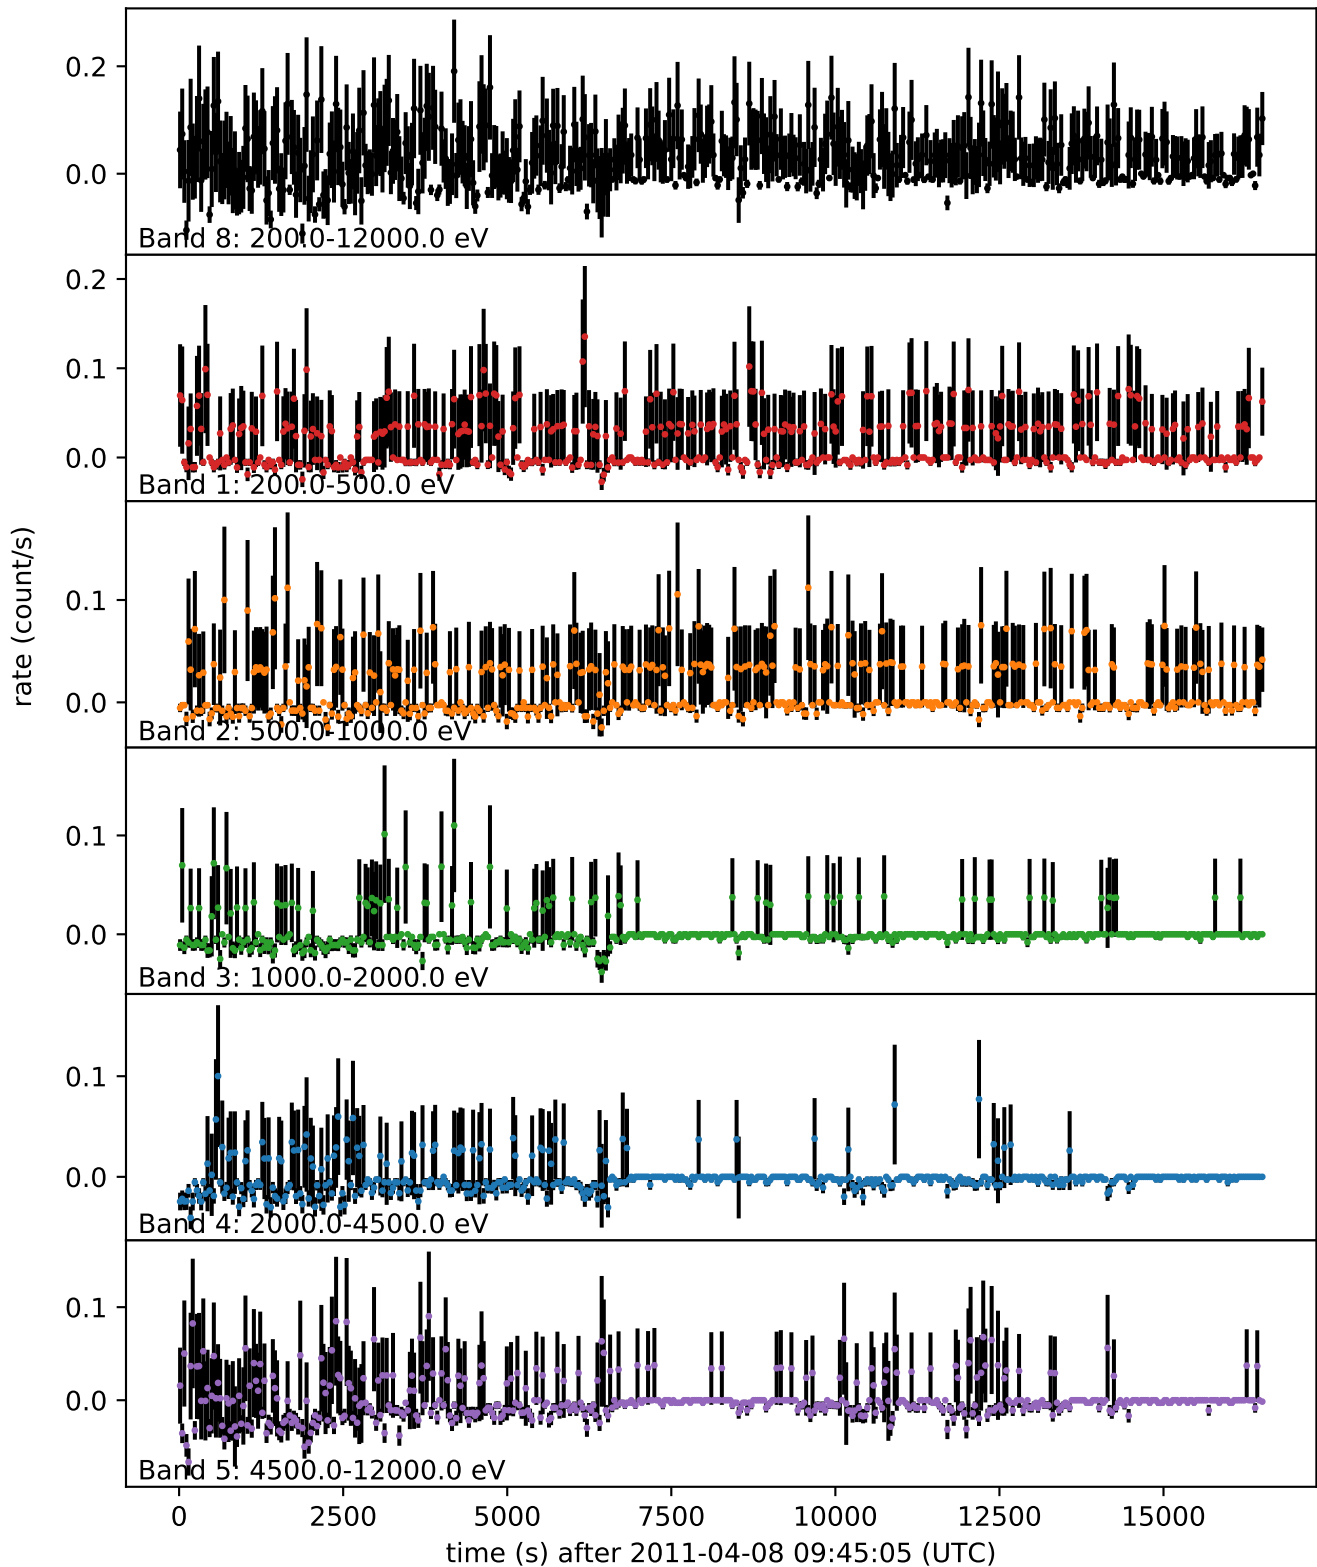 0.2
0.0
Band 8: 200.0-12000.0 eV
0.2
0.1
0.0
Band 1: 200.0-500.0 eV
rate (count/s)
0.1
0.0
Band 2: 500.0-1000.0 eV
0.1
0.0
Band 3: 1000.0-2000.0 eV
0.1
0.0
Band 4: 2000.0-4500.0 eV
0.1
0.0
Band 5: 4500.0-12000.0 eV
0 2500 5000 7500 10000 12500 15000
time (s) after 2011-04-08 09:45:05 (UTC)